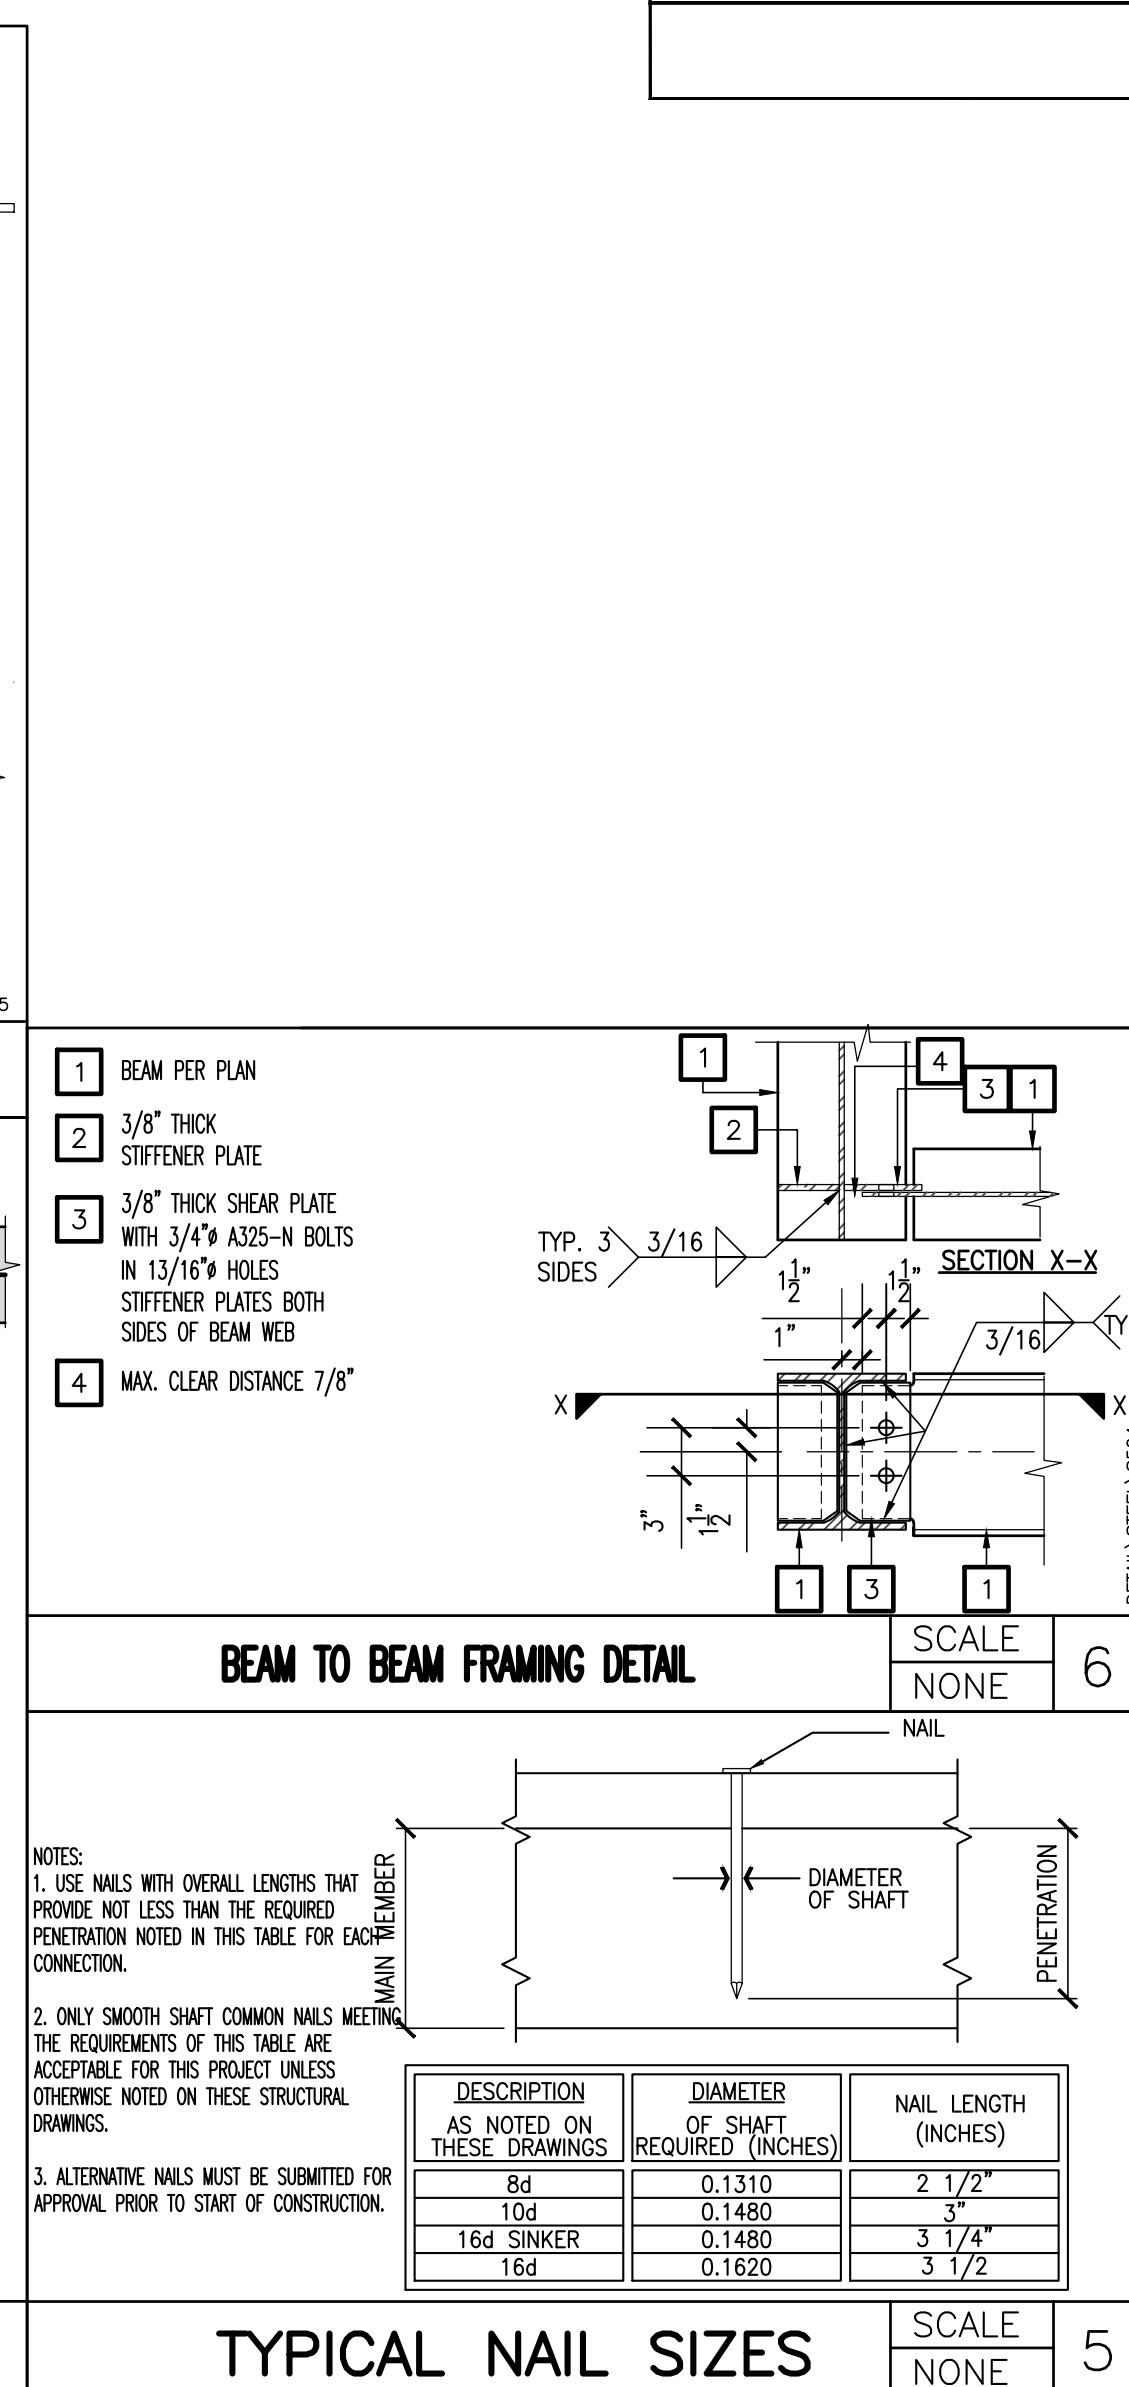 5
1 BEAM PER PLAN
2 3/8" THICK
STIFFENER PLATE
3 3/8" THICK SHEAR PLATE
WITH 3/4"ø A325-N BOLTS
IN 13/16"ø HOLES
STIFFENER PLATES BOTH
SIDES OF BEAM WEB
4 MAX. CLEAR DISTANCE 7/8"
1
4
3 1
2
TYP. 3 3/16
SIDES
SECTION X-X
1 1/2" 1 1/2"
1"
3/16 TY
X X
3"
1 1/2"
1 3 1
BEAM TO BEAM FRAMING DETAIL
SCALE
NONE
6
NAIL
MAIN MEMBER
DIAMETER
OF SHAFT
PENETRATION
NOTES:
1. USE NAILS WITH OVERALL LENGTHS THAT
PROVIDE NOT LESS THAN THE REQUIRED
PENETRATION NOTED IN THIS TABLE FOR EACH
CONNECTION.
2. ONLY SMOOTH SHAFT COMMON NAILS MEETING
THE REQUIREMENTS OF THIS TABLE ARE
ACCEPTABLE FOR THIS PROJECT UNLESS
OTHERWISE NOTED ON THESE STRUCTURAL
DRAWINGS.
3. ALTERNATIVE NAILS MUST BE SUBMITTED FOR
APPROVAL PRIOR TO START OF CONSTRUCTION.
DESCRIPTION
AS NOTED ON
THESE DRAWINGS
DIAMETER
OF SHAFT
REQUIRED (INCHES)
NAIL LENGTH
(INCHES)
8d 0.1310 2 1/2"
10d 0.1480 3"
16d SINKER 0.1480 3 1/4"
16d 0.1620 3 1/2
TYPICAL NAIL SIZES
SCALE
NONE
5